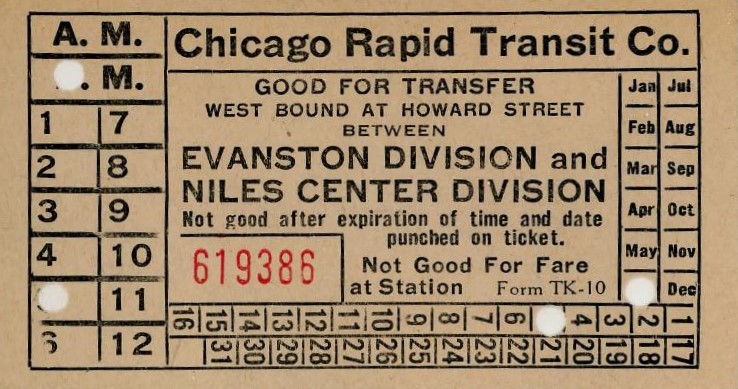 A. M.
. M.
1 7
2 8
3 9
4 10
11
6 12
Chicago Rapid Transit Co.
GOOD FOR TRANSFER
WEST BOUND AT HOWARD STREET
BETWEEN
EVANSTON DIVISION and
NILES CENTER DIVISION
Not good after expiration of time and date
punched on ticket.
619386
Not Good For Fare
at Station Form TK-10
Jan Jul
Feb Aug
Mar Sep
Apr Oct
May Nov
Dec
16 15 14 13 12 11 10 9 8 7 6 4 3 2 1
31 30 29 28 27 26 25 24 23 22 21 20 19 18 17